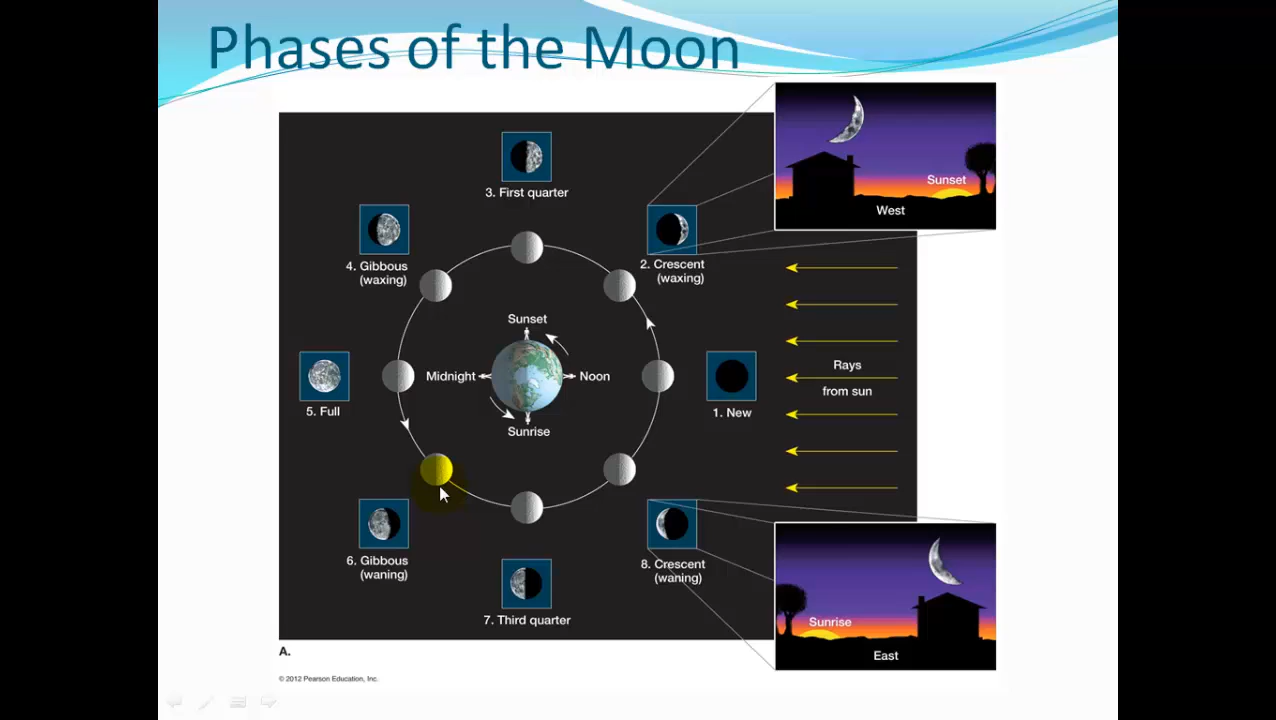 Phases of the Moon
3. First quarter
Sunset
West
4. Gibbous
(waxing)
2. Crescent
(waxing)
Sunset
Midnight
Noon
Sunrise
5. Full
1. New
Rays
from sun
6. Gibbous
(waning)
7. Third quarter
8. Crescent
(waning)
Sunrise
East
A.
© 2012 Pearson Education, Inc.